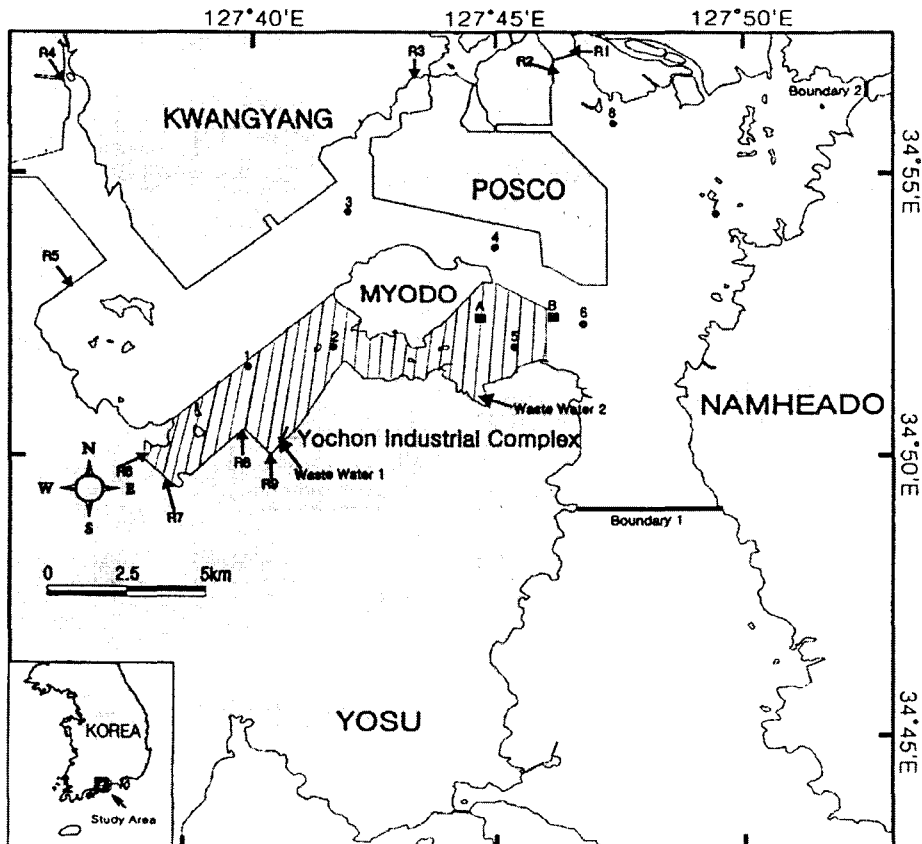 127°40'E 127°45'E 127°50'E
R4
R3
R2
R1
Boundary 2
KWANGYANG
8
34°55'E
POSCO
3
4
R5
MYODO
A
B
6
2
5
1
Waste Water 2
NAMHEADO
Yochon Industrial Complex
34°50'E
R6
R9
Waste Water 1
N
W E
S
R7
Boundary 1
0 2.5 5km
KOREA
YOSU
34°45'E
Study Area